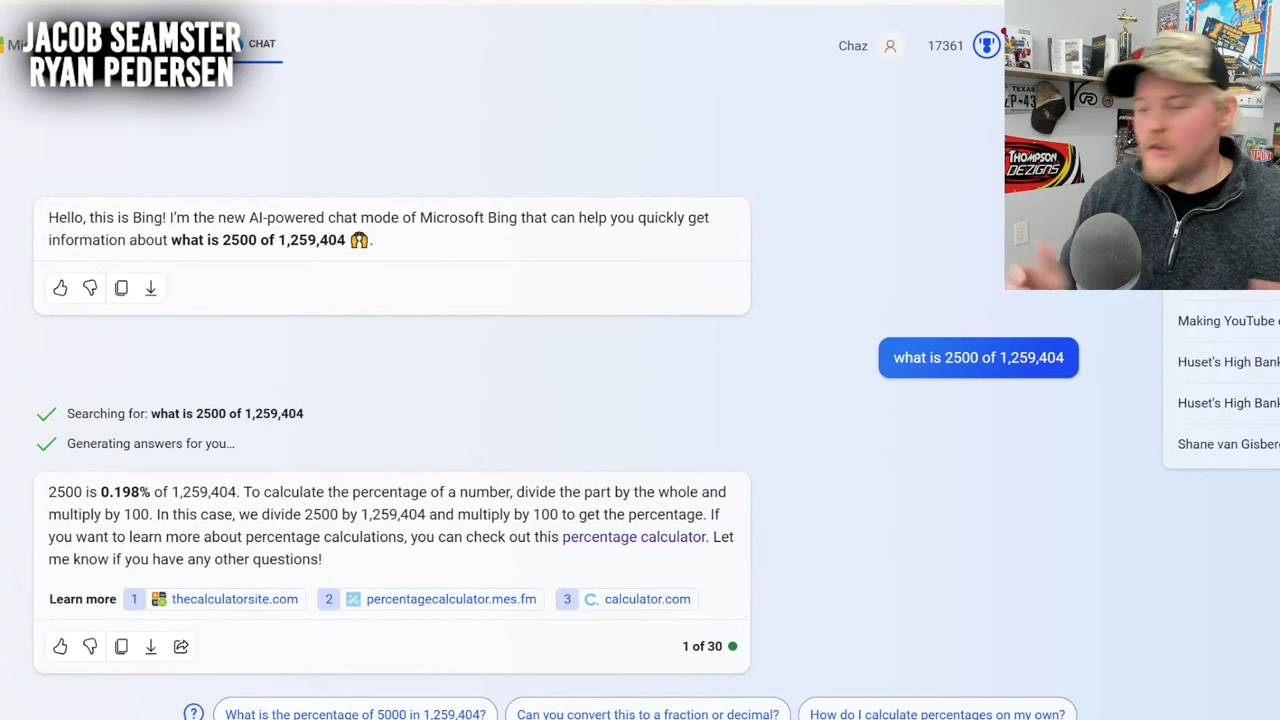 JACOB SEAMSTER
RYAN PEDERSEN
CHAT
Chaz
17361
Hello, this is Bing! I'm the new AI-powered chat mode of Microsoft Bing that can help you quickly get
information about what is 2500 of 1,259,404 🙌.
what is 2500 of 1,259,404
Searching for: what is 2500 of 1,259,404
Generating answers for you...
2500 is 0.198% of 1,259,404. To calculate the percentage of a number, divide the part by the whole and
multiply by 100. In this case, we divide 2500 by 1,259,404 and multiply by 100 to get the percentage. If
you want to learn more about percentage calculations, you can check out this percentage calculator. Let
me know if you have any other questions!
Learn more 1 thecalculatorsite.com 2 percentagecalculator.mes.fm 3 calculator.com
1 of 30
What is the percentage of 5000 in 1,259,404?
Can you convert this to a fraction or decimal?
How do I calculate percentages on my own?
TEXAS
THOMPSON
DEZIGNS
Making YouTube
Huset's High Bank
Huset's High Bank
Shane van Gisber